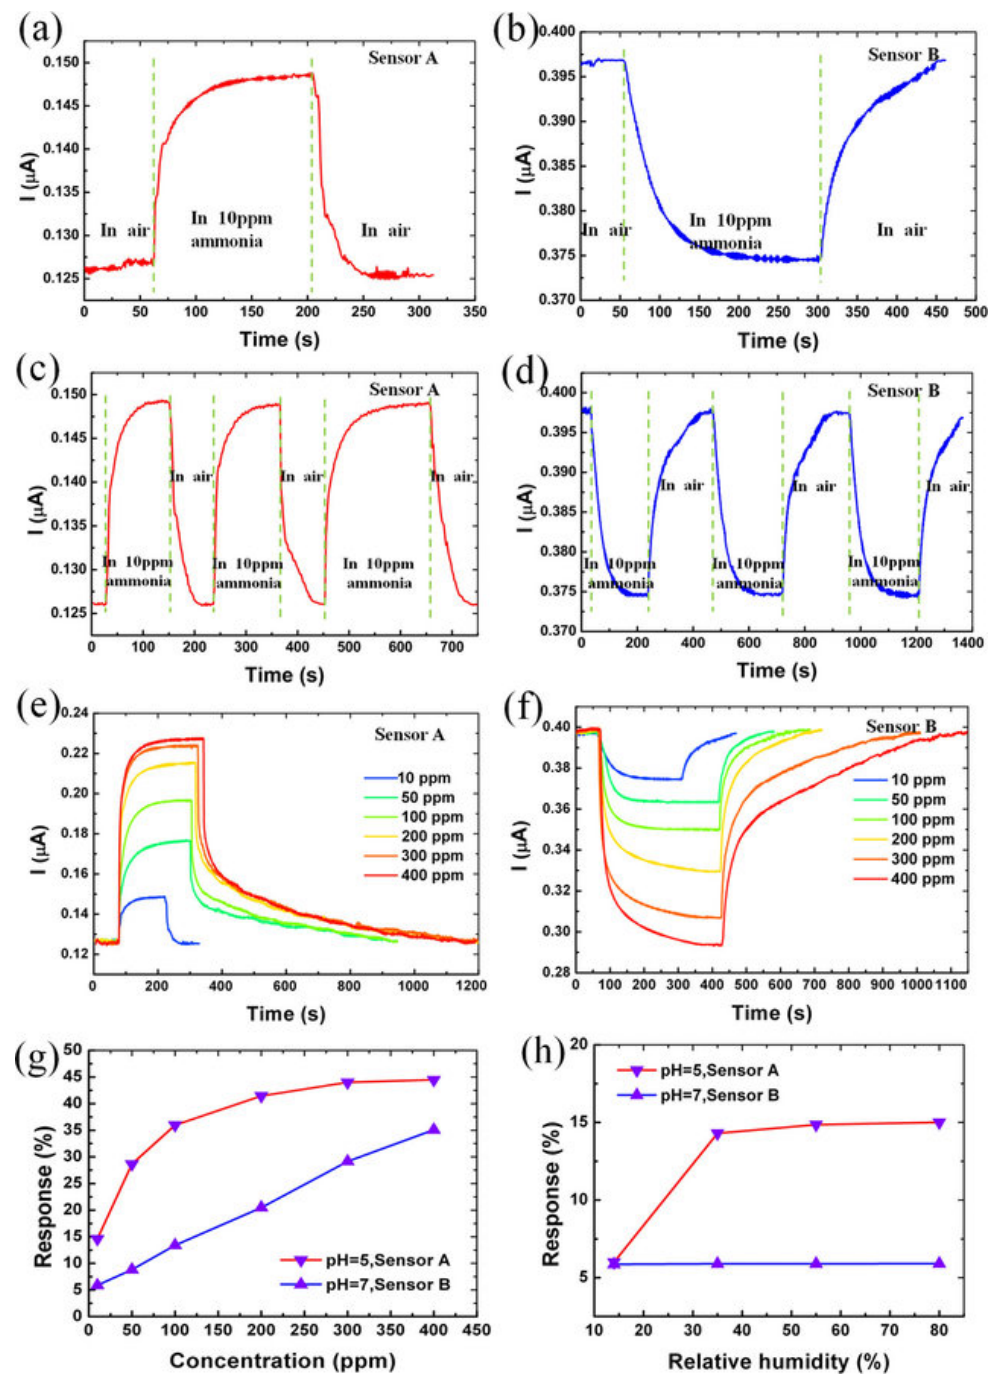 (a)
Sensor A
0.150
0.145
0.140
0.135
0.130
0.125
I (μA)
In air
In 10ppm
ammonia
In air
0 50 100 150 200 250 300 350
Time (s)
(b)
Sensor B
0.400
0.395
0.390
0.385
0.380
0.375
0.370
I (μA)
In air
In 10ppm
ammonia
In air
0 50 100 150 200 250 300 350 400 450 500
Time (s)
(c)
Sensor A
0.150
0.145
0.140
0.135
0.130
0.125
I (μA)
In air
In air
In air
In 10ppm
ammonia
In 10ppm
ammonia
In 10ppm
ammonia
0 100 200 300 400 500 600 700
Time (s)
(d)
Sensor B
0.400
0.395
0.390
0.385
0.380
0.375
0.370
I (μA)
In air
In air
In air
In 10ppm
ammonia
In 10ppm
ammonia
In 10ppm
ammonia
0 200 400 600 800 1000 1200 1400
Time (s)
(e)
Sensor A
0.24
0.22
0.20
0.18
0.16
0.14
0.12
I (μA)
10 ppm
50 ppm
100 ppm
200 ppm
300 ppm
400 ppm
0 200 400 600 800 1000 1200
Time (s)
(f)
Sensor B
0.40
0.38
0.36
0.34
0.32
0.30
0.28
I (μA)
10 ppm
50 ppm
100 ppm
200 ppm
300 ppm
400 ppm
0 100 200 300 400 500 600 700 800 900 1000 1100
Time (s)
(g)
50
45
40
35
30
25
20
15
10
5
0
Response (%)
pH=5,Sensor A
pH=7,Sensor B
0 50 100 150 200 250 300 350 400 450
Concentration (ppm)
(h)
20
15
10
5
Response (%)
pH=5,Sensor A
pH=7,Sensor B
10 20 30 40 50 60 70 80
Relative humidity (%)